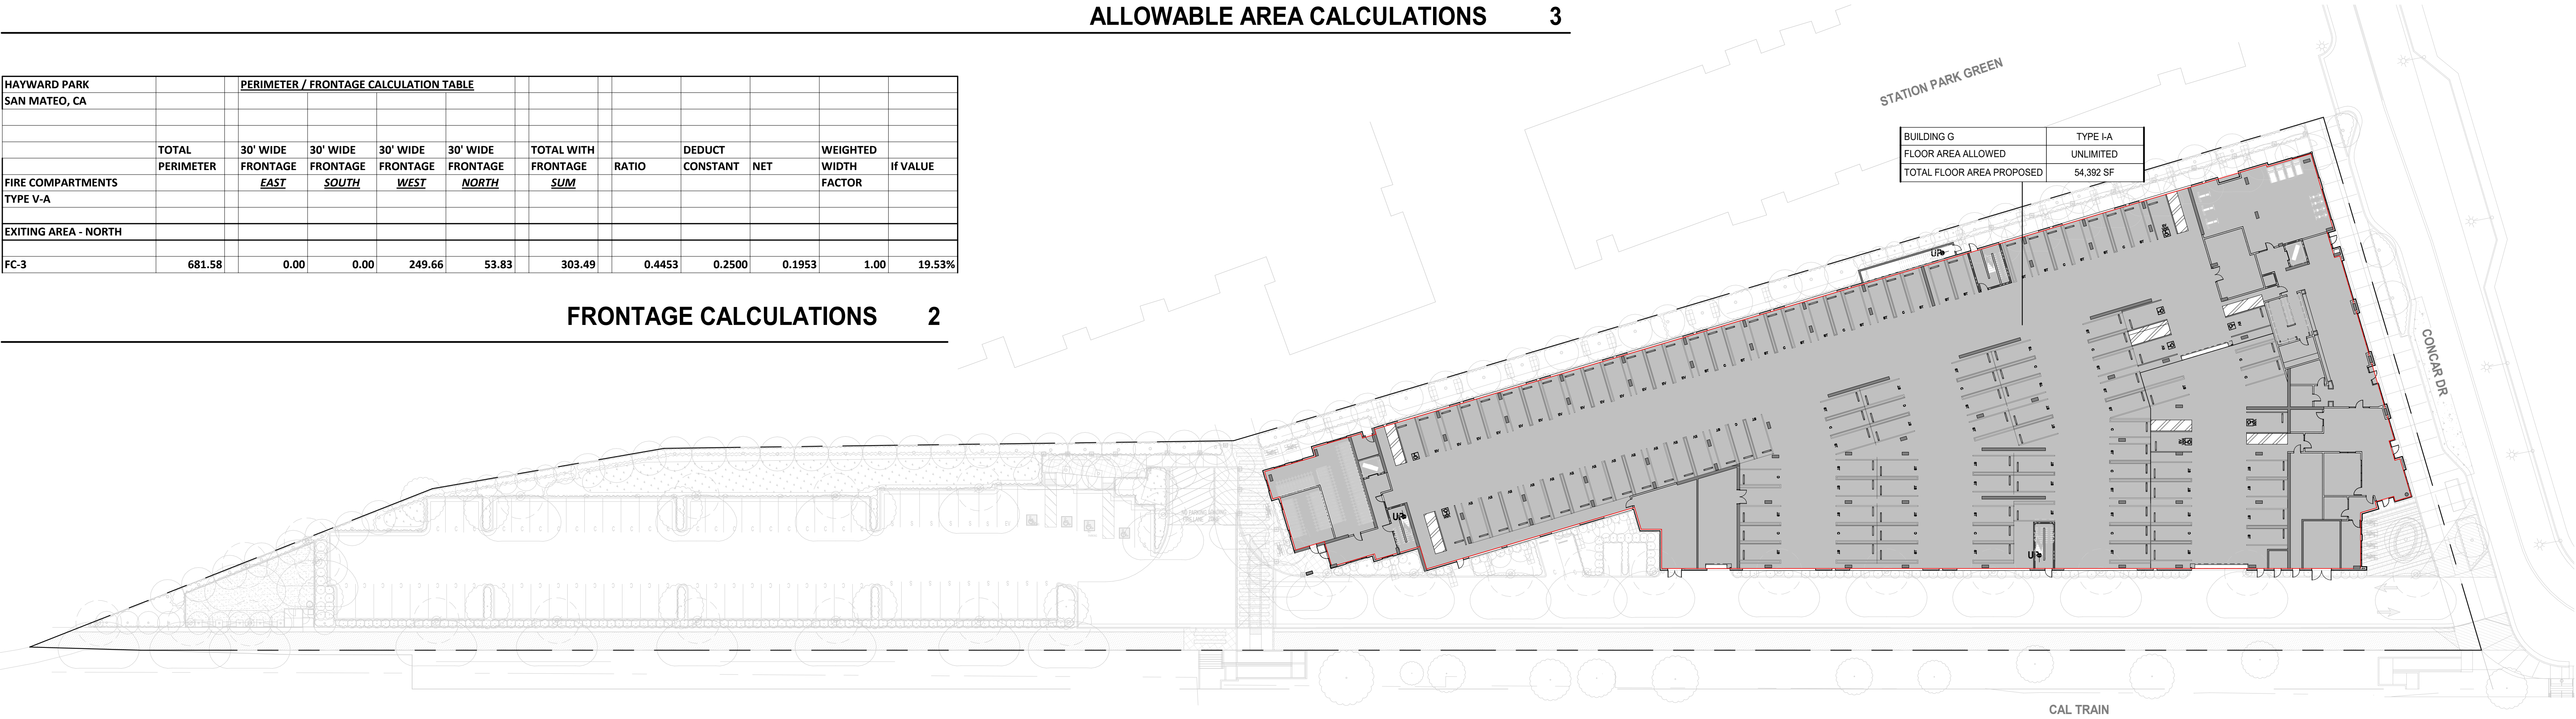 ALLOWABLE AREA CALCULATIONS 3
HAYWARD PARK PERIMETER / FRONTAGE CALCULATION TABLE
SAN MATEO, CA
TOTAL 30' WIDE 30' WIDE 30' WIDE 30' WIDE TOTAL WITH DEDUCT WEIGHTED
PERIMETER FRONTAGE FRONTAGE FRONTAGE FRONTAGE FRONTAGE RATIO CONSTANT NET WIDTH If VALUE
FIRE COMPARTMENTS EAST SOUTH WEST NORTH SUM FACTOR
TYPE V-A
EXITING AREA - NORTH
FC-3 681.58 0.00 0.00 249.66 53.83 303.49 0.4453 0.2500 0.1953 1.00 19.53%
FRONTAGE CALCULATIONS 2
STATION PARK GREEN
BUILDING G TYPE I-A
FLOOR AREA ALLOWED UNLIMITED
TOTAL FLOOR AREA PROPOSED 54,392 SF
UP
CONCAR DR
UP
UP
CAL TRAIN